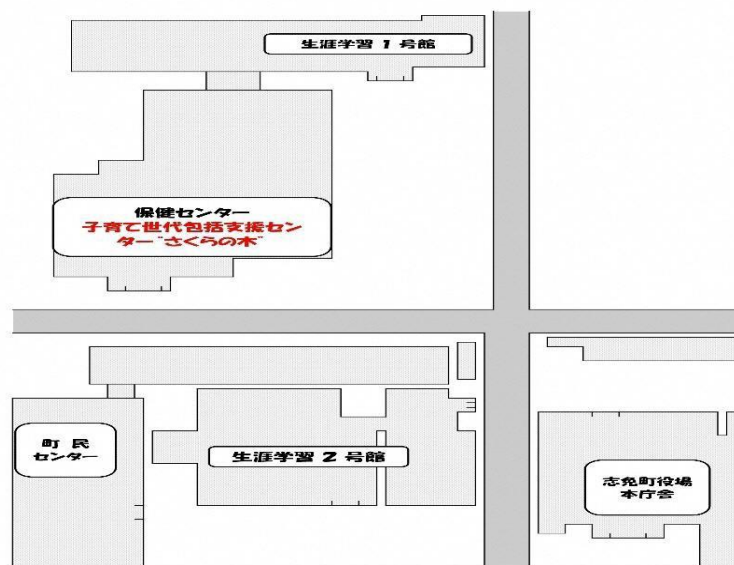 生涯学習 1 号館
保健センター
子育て世代包括支援セン
ター"さくらの木"
町 民
センター
生涯学習 2 号館
志免町役場
本庁舎